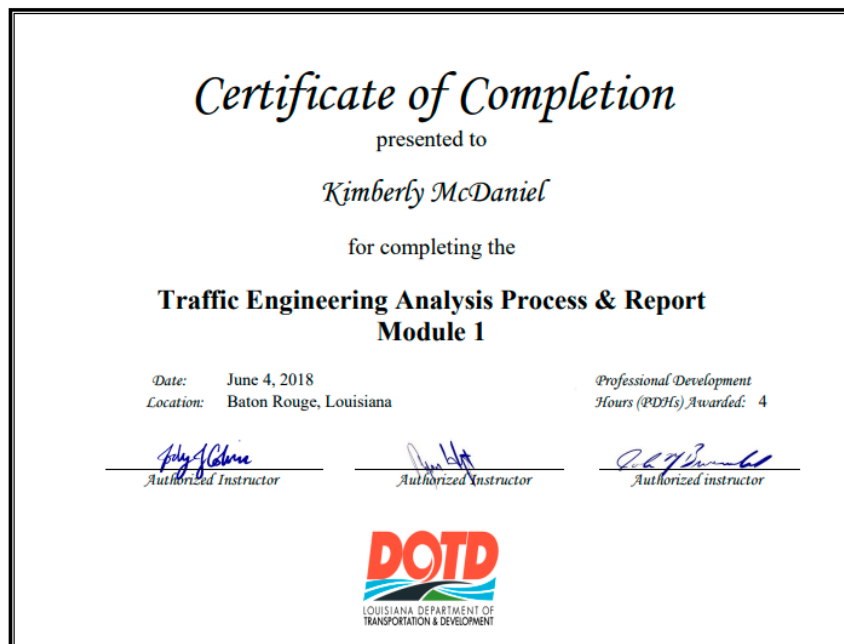 Certificate of Completion
presented to
Kimberly McDaniel
for completing the
Traffic Engineering Analysis Process & Report
Module 1
Date: June 4, 2018
Location: Baton Rouge, Louisiana
Professional Development
Hours (PDHs) Awarded: 4
Authorized Instructor
Authorized Instructor
Authorized instructor
DOTD
LOUISIANA DEPARTMENT OF
TRANSPORTATION & DEVELOPMENT